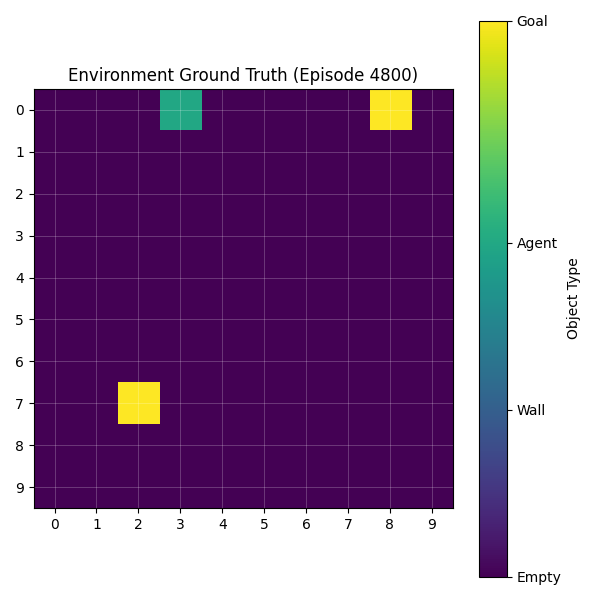 Environment Ground Truth (Episode 4800)
0
1
2
3
4
5
6
7
8
9
0 1 2 3 4 5 6 7 8 9
Goal
Agent
Wall
Empty
Object Type